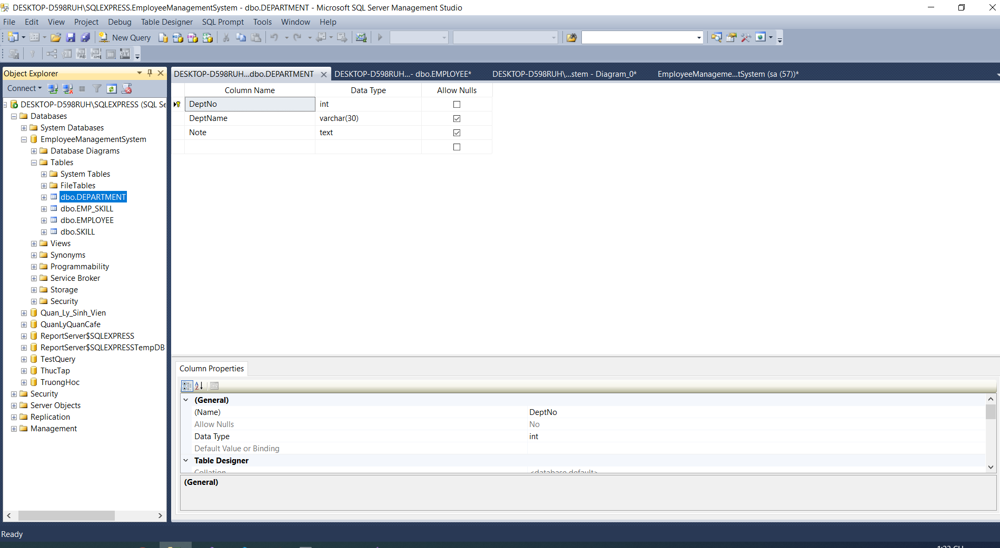 DESKTOP-D598RUH\SQLEXPRESS.EmployeeManagementSystem - dbo.DEPARTMENT - Microsoft SQL Server Management Studio
File Edit View Project Debug Table Designer SQL Prompt Tools Window Help
New Query
Object Explorer
Connect
DESKTOP-D598RUH\SQLEXPRESS (SQL Se
Databases
System Databases
EmployeeManagementSystem
Database Diagrams
Tables
System Tables
FileTables
dbo.DEPARTMENT
dbo.EMP_SKILL
dbo.EMPLOYEE
dbo.SKILL
Views
Synonyms
Programmability
Service Broker
Storage
Security
Quan_Ly_Sinh_Vien
QuanLyQuanCafe
ReportServer$SQLEXPRESS
ReportServer$SQLEXPRESSTempDB
TestQuery
ThucTap
TruongHoc
Security
Server Objects
Replication
Management
DESKTOP-D598RUH...dbo.DEPARTMENT DESKTOP-D598RUH...- dbo.EMPLOYEE* DESKTOP-D598RUH\...stem - Diagram_0* EmployeeManageme...tSystem (sa (57))*
Column Name Data Type Allow Nulls
DeptNo int
DeptName varchar(30)
Note text
Column Properties
(General)
(Name) DeptNo
Allow Nulls No
Data Type int
Default Value or Binding
Table Designer
Collation <database default>
(General)
Ready